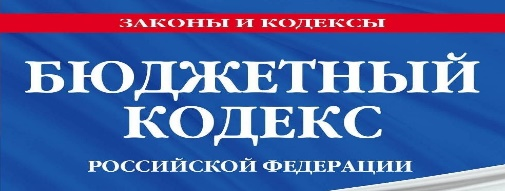 ЗАКОНЫ И КОДЕКСЫ
БЮДЖЕТНЫЙ
КОДЕКС
РОССИЙСКОЙ ФЕДЕРАЦИИ